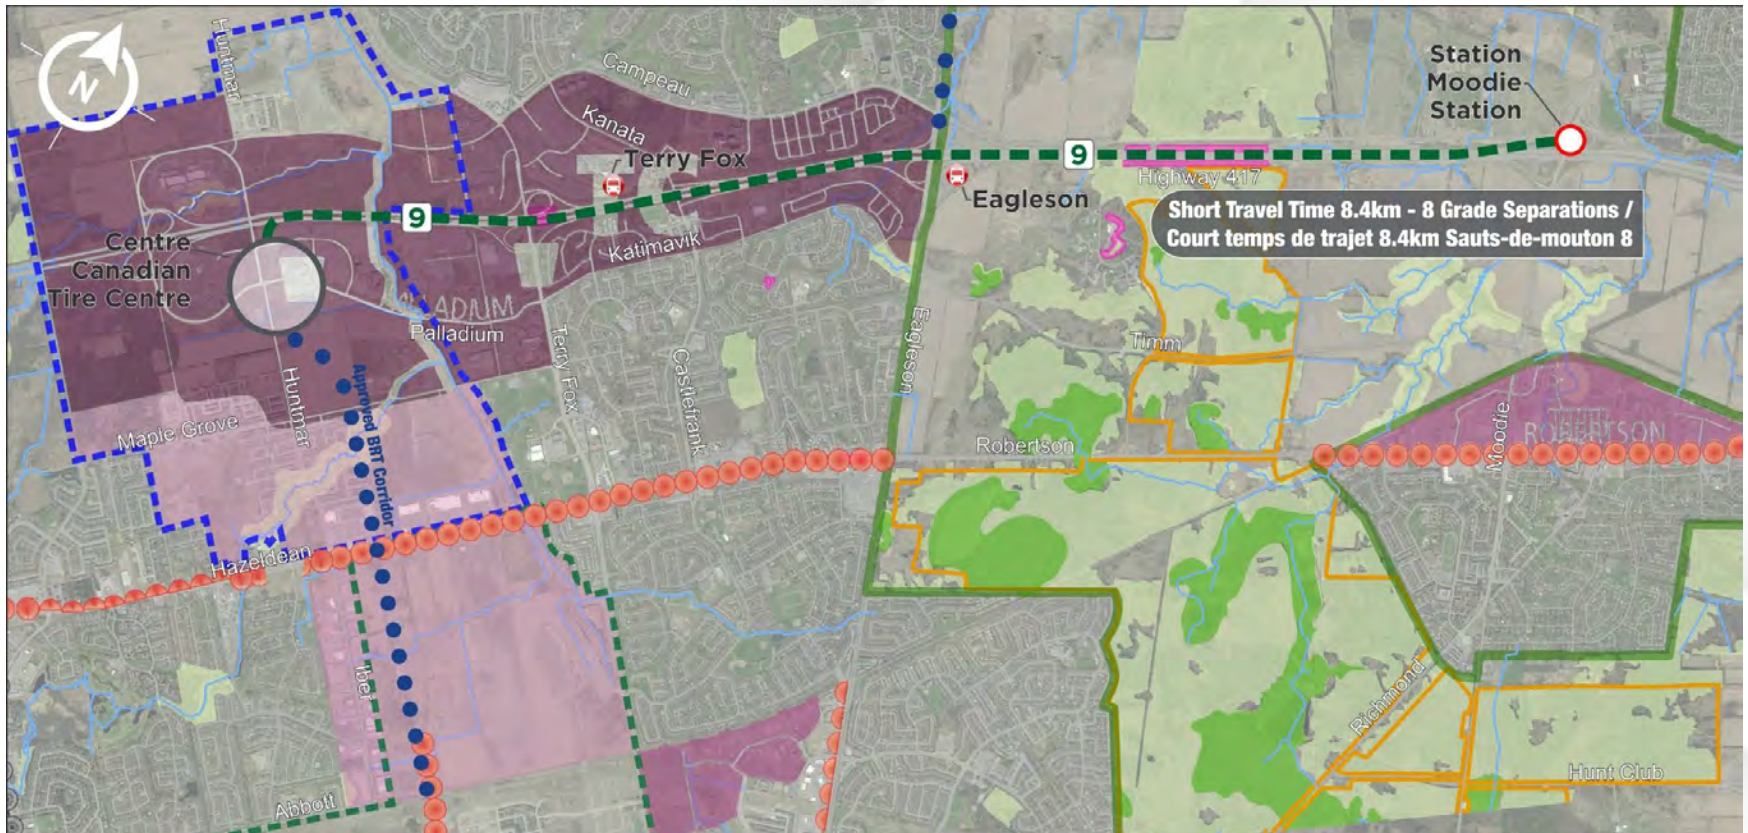 N
Huntmar
Campeau
Kanata
Terry Fox
9
Eagleson
Highway 417
Station
Moodie
Station
Short Travel Time 8.4km - 8 Grade Separations /
Court temps de trajet 8.4km Sauts-de-mouton 8
9
Katimavik
Centre
Canadian
Tire Centre
PALLADIUM
Palladium
Huntmar
Approved BRT Corridor
Maple Grove
Terry Fox
Castlefrank
Eagleson
Timm
Robertson
Moodie
ROBERTSON
Hazeldean
Iber
Abbott
Richmond
Hunt Club